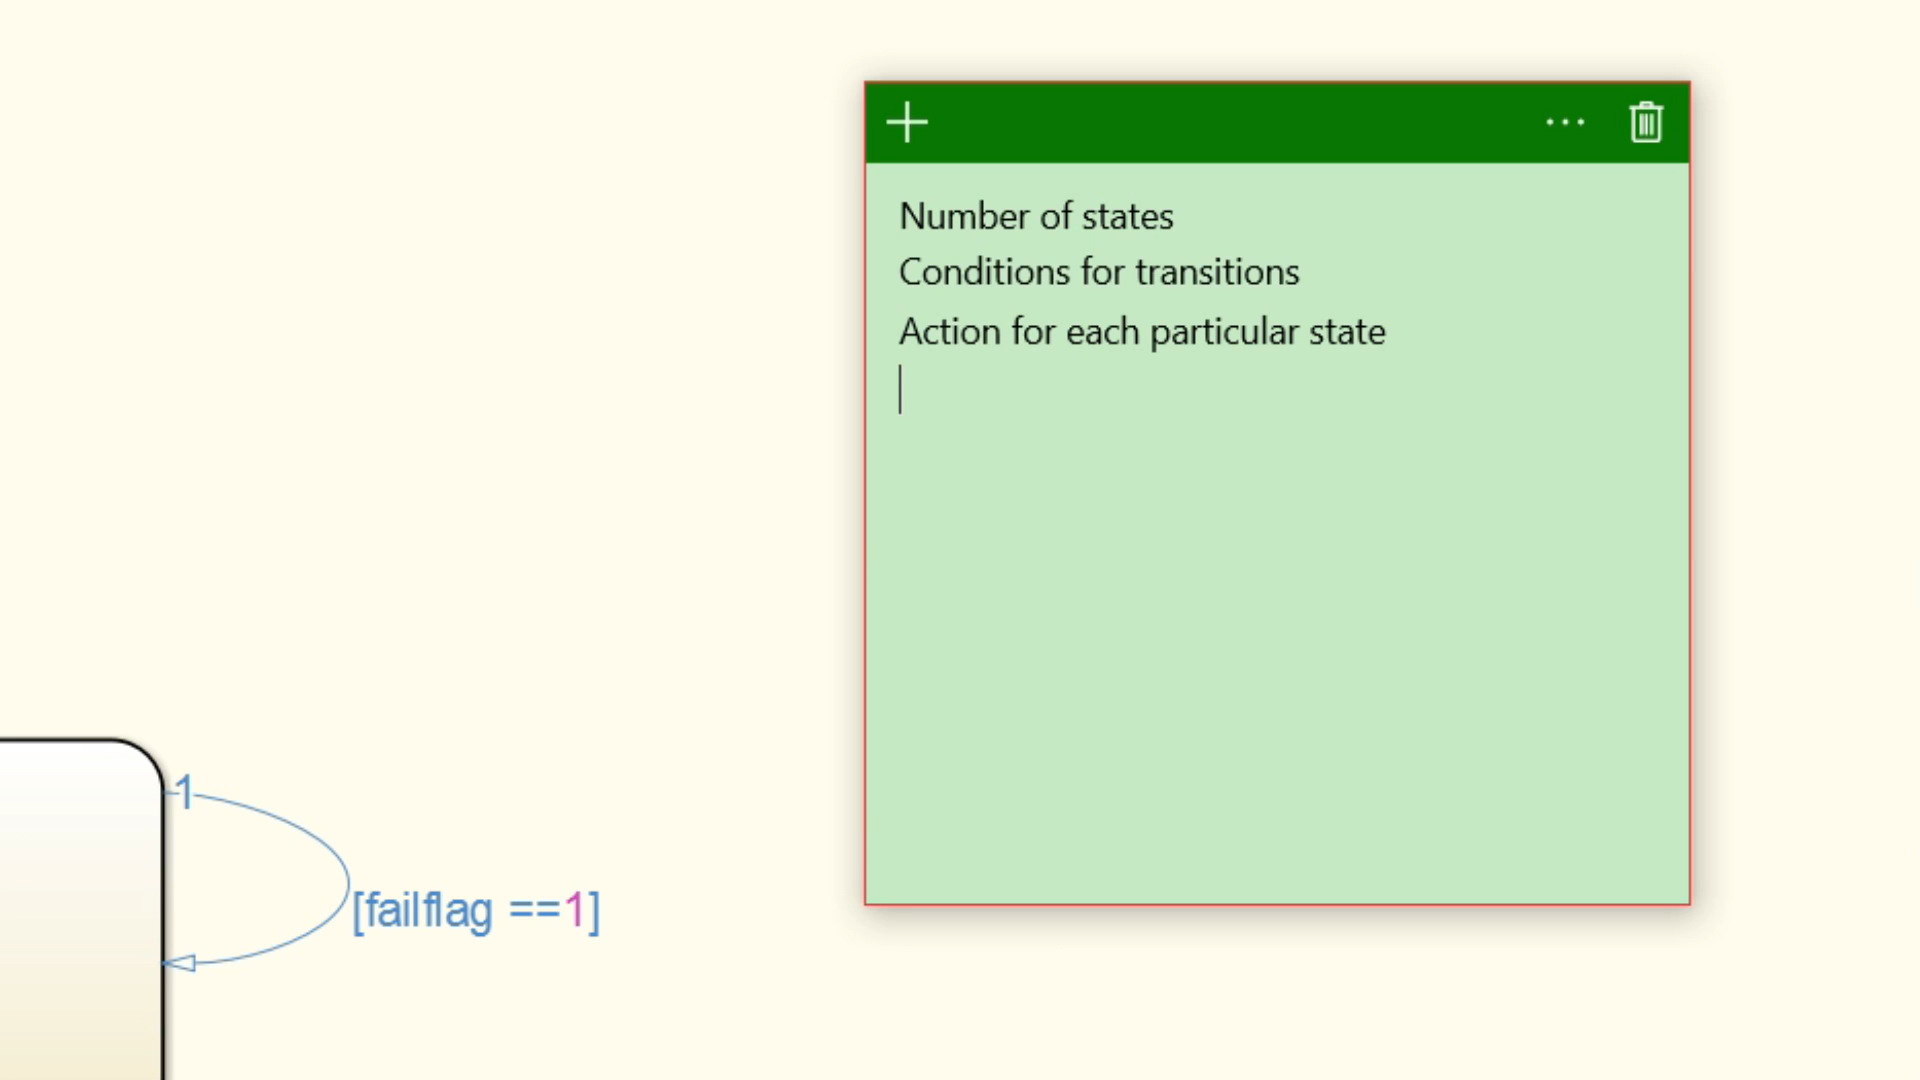 Number of states
Conditions for transitions
Action for each particular state
1
[failflag ==1]